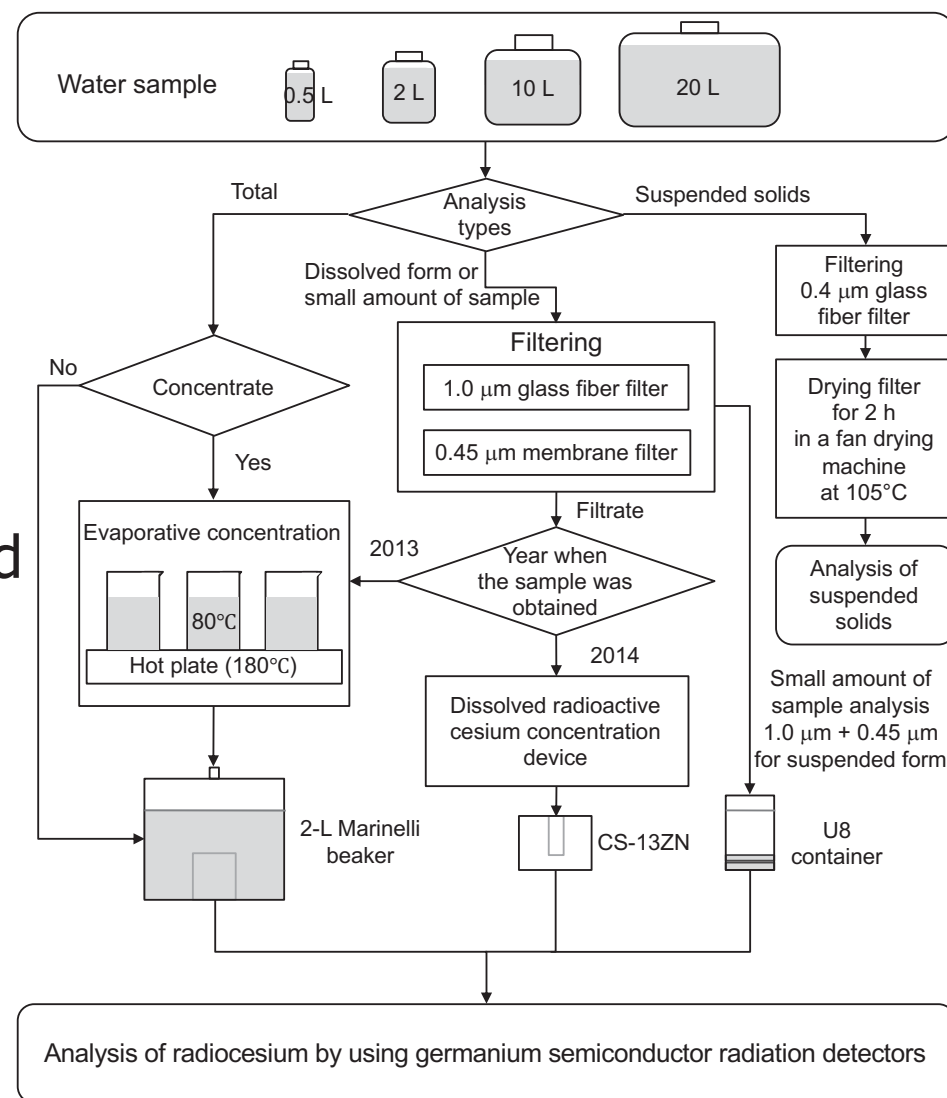 Water sample
0.5 L
2 L
10 L
20 L
Analysis
types
Total
Suspended solids
Dissolved form or
small amount of sample
Filtering
0.4 μm glass
fiber filter
Filtering
1.0 μm glass fiber filter
0.45 μm membrane filter
No
Concentrate
Yes
Drying filter
for 2 h
in a fan drying
machine
at 105°C
Filtrate
Evaporative concentration
80℃
Hot plate (180℃)
2013
Year when
the sample was
obtained
2014
Analysis of
suspended
solids
d
Dissolved radioactive
cesium concentration
device
Small amount of
sample analysis
1.0 μm + 0.45 μm
for suspended form
2-L Marinelli
beaker
CS-13ZN
U8
container
Analysis of radiocesium by using germanium semiconductor radiation detectors